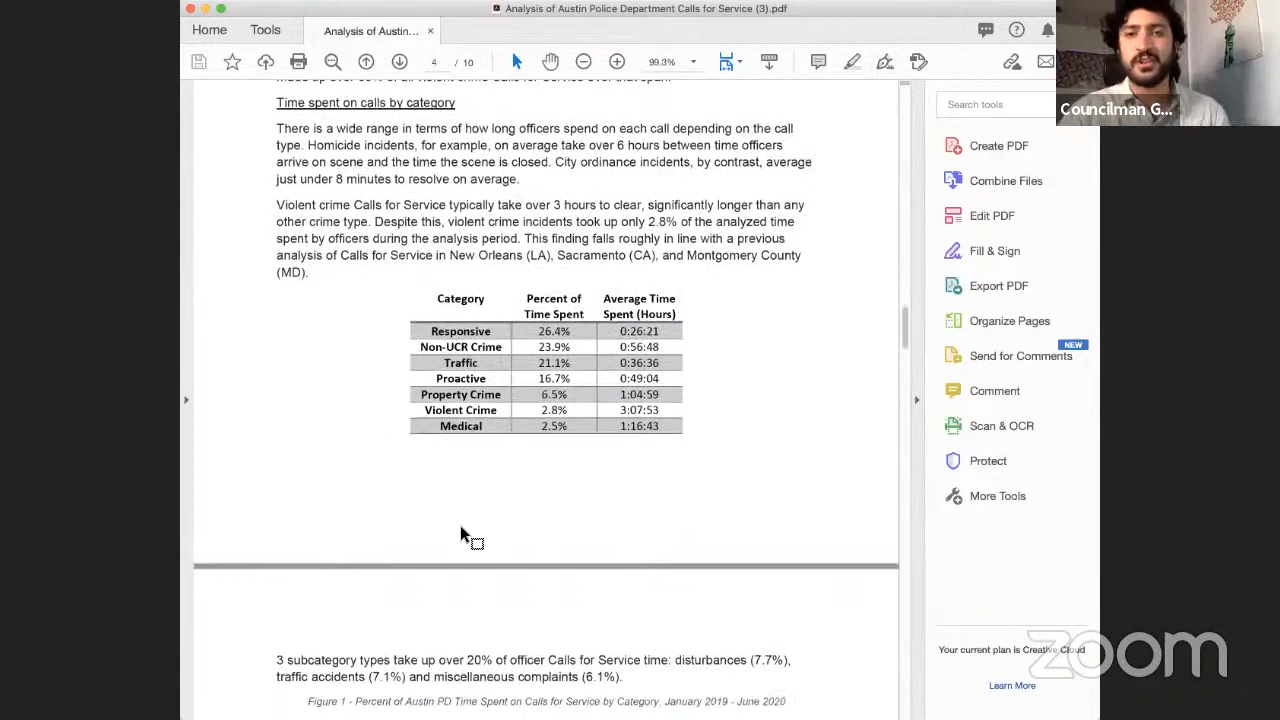 Analysis of Austin Police Department Calls for Service (3).pdf
Home
Tools
Analysis of Austin...
×
4 / 10
99.3%
Councilman G...
Time spent on calls by category
There is a wide range in terms of how long officers spend on each call depending on the call
type. Homicide incidents, for example, on average take over 6 hours between time officers
arrive on scene and the time the scene is closed. City ordinance incidents, by contrast, average
just under 8 minutes to resolve on average.
Violent crime Calls for Service typically take over 3 hours to clear, significantly longer than any
other crime type. Despite this, violent crime incidents took up only 2.8% of the analyzed time
spent by officers during the analysis period. This finding falls roughly in line with a previous
analysis of Calls for Service in New Orleans (LA), Sacramento (CA), and Montgomery County
(MD).
Category Percent of Time Spent Average Time Spent (Hours)
Responsive 26.4% 0:26:21
Non-UCR Crime 23.9% 0:56:48
Traffic 21.1% 0:36:36
Proactive 16.7% 0:49:04
Property Crime 6.5% 1:04:59
Violent Crime 2.8% 3:07:53
Medical 2.5% 1:16:43
3 subcategory types take up over 20% of officer Calls for Service time: disturbances (7.7%),
traffic accidents (7.1%) and miscellaneous complaints (6.1%).
Figure 1 - Percent of Austin PD Time Spent on Calls for Service by Category, January 2019 - June 2020
Search tools
Create PDF
Combine Files
Edit PDF
Fill & Sign
Export PDF
Organize Pages
NEW
Send for Comments
Comment
Scan & OCR
Protect
More Tools
Your current plan is Creative Cloud
Learn More
zoom